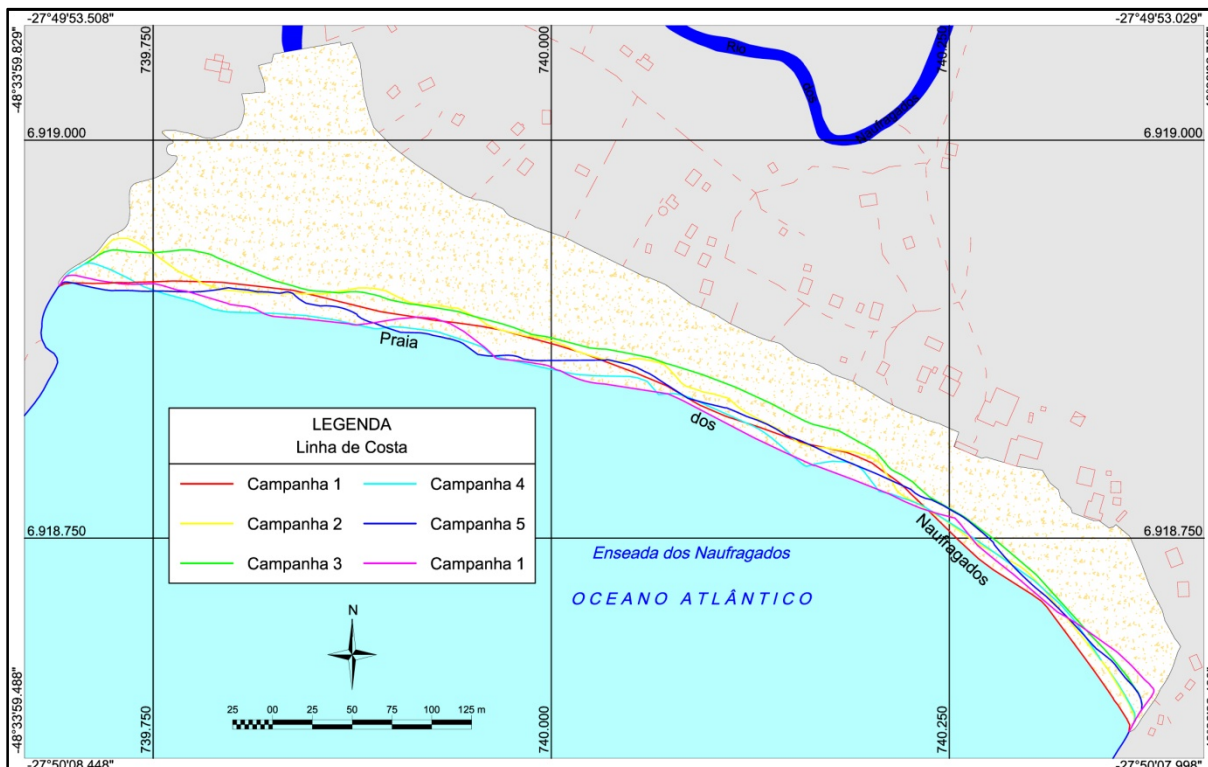 -27°49'53.508"
-27°49'53.029"
-48°33'59.829"
739.750
740.000
740.250
Rio
Naufragados
6.919.000
6.919.000
Praia
dos
Naufragados
LEGENDA
Linha de Costa
Campanha 1
Campanha 4
Campanha 2
Campanha 5
Campanha 3
Campanha 1
6.918.750
6.918.750
Enseada dos Naufragados
OCEANO ATLÂNTICO
N
25 00 25 50 75 100 125 m
-48°33'59.488"
739.750
740.000
740.250
-27°50'08.448"
-27°50'07.998"